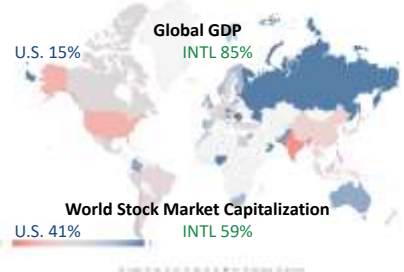 Global GDP
U.S. 15% INTL 85%
World Stock Market Capitalization
U.S. 41% INTL 59%